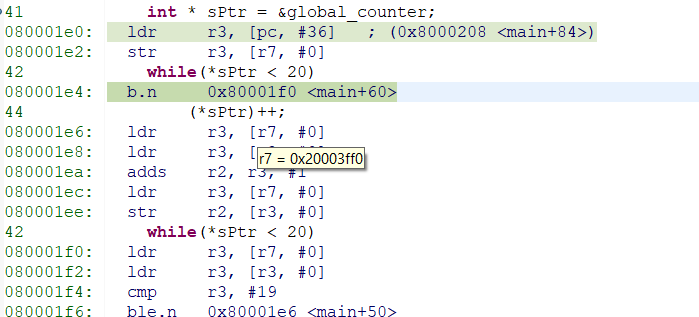 41 int * sPtr = &global_counter;
080001e0: ldr r3, [pc, #36] ; (0x8000208 <main+84>)
080001e2: str r3, [r7, #0]
42 while(*sPtr < 20)
080001e4: b.n 0x80001f0 <main+60>
44 (*sPtr)++;
080001e6: ldr r3, [r7, #0]
080001e8: ldr r3,
r7 = 0x20003ff0
080001ea: adds r2, r3, #1
080001ec: ldr r3, [r7, #0]
080001ee: str r2, [r3, #0]
42 while(*sPtr < 20)
080001f0: ldr r3, [r7, #0]
080001f2: ldr r3, [r3, #0]
080001f4: cmp r3, #19
080001f6: ble.n 0x80001e6 <main+50>